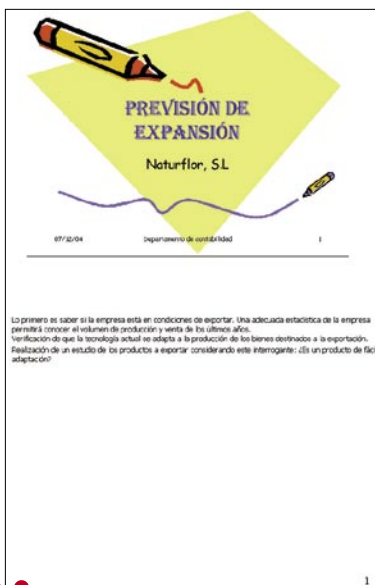 PREVISIÓN DE
EXPANSIÓN
Naturflor, S.L
07/12/04 Departamento de contabilidad 1
Lo primero es saber si la empresa está en condiciones de exportar. Una adecuada estadística de la empresa
permitirá conocer el volumen de producción y venta de los últimos años.
Verificación de que la tecnología actual se adapta a la producción de los bienes destinados a la exportación.
Realización de un estudio de los productos a exportar considerando este interrogante: ¿Es un producto de fác
adaptación?
1